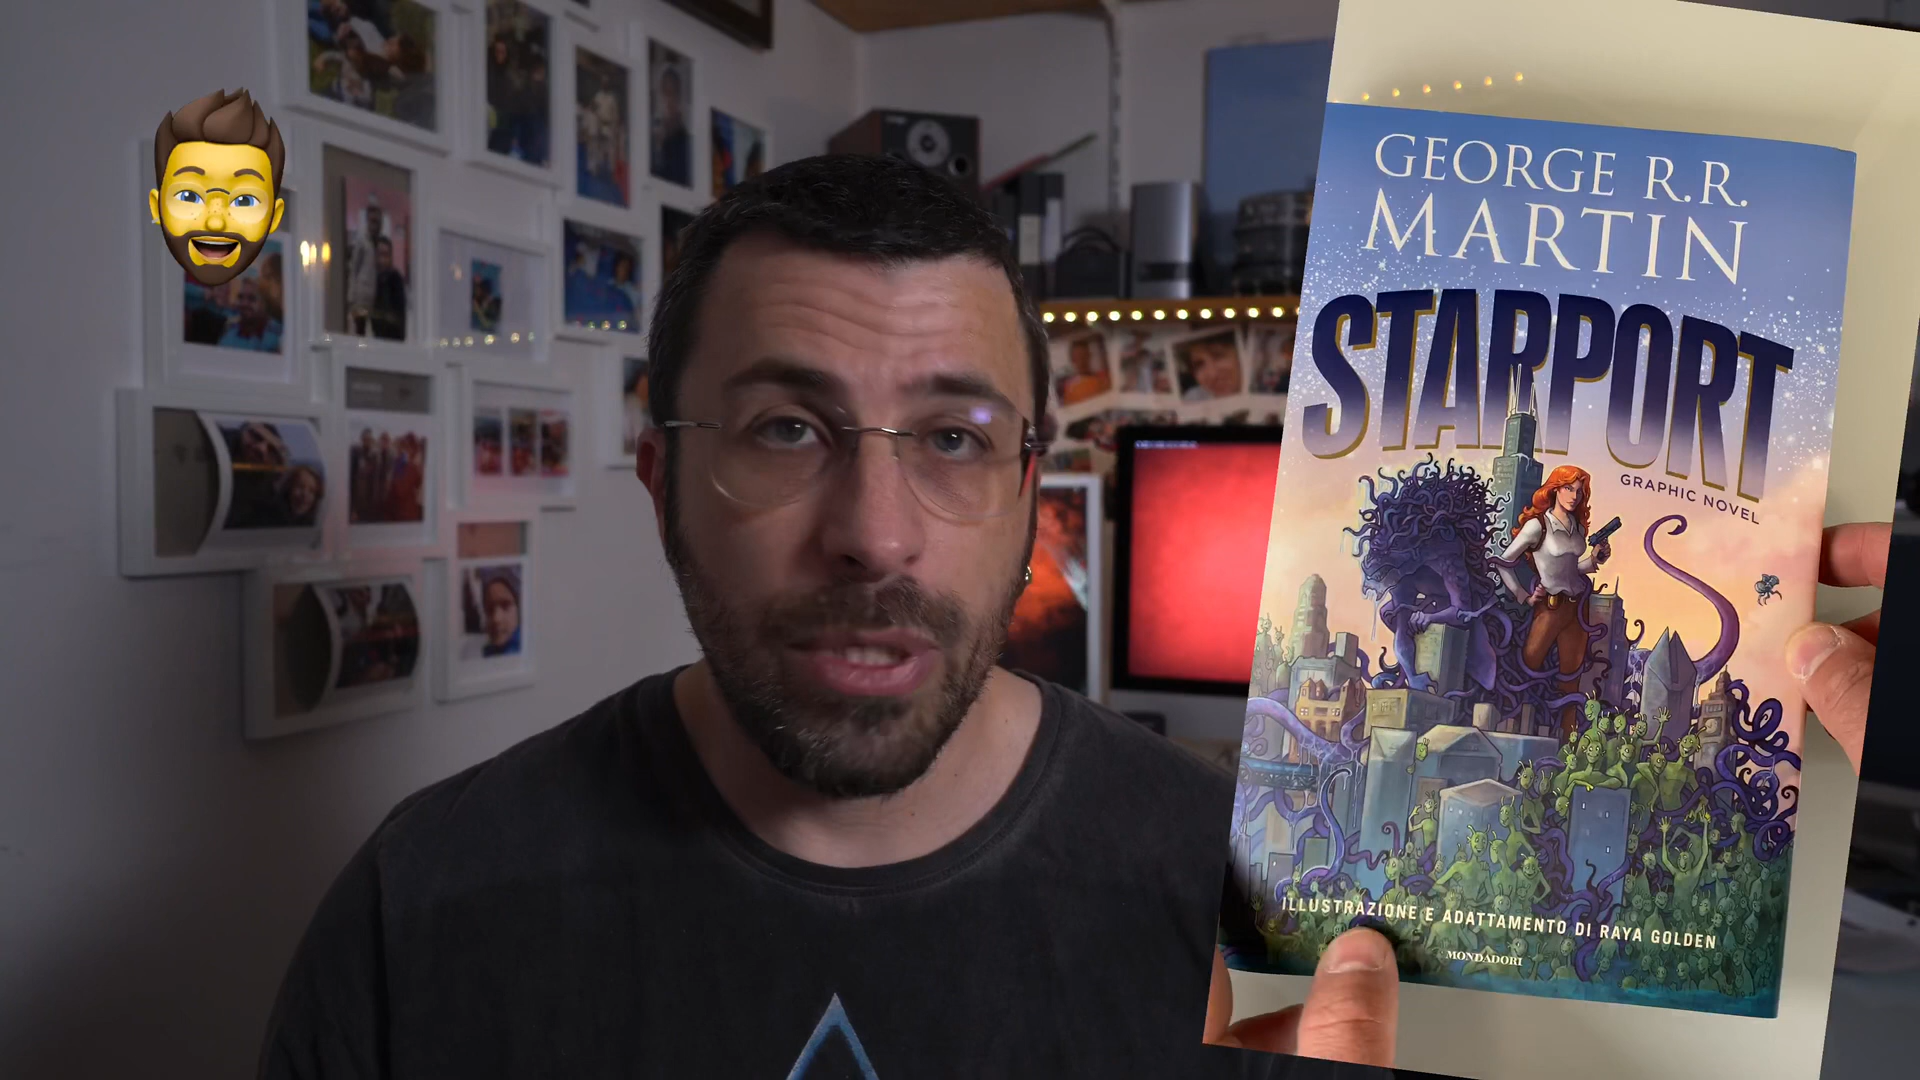 GEORGE R.R.
MARTIN
STARPORT
GRAPHIC NOVEL
ILLUSTRAZIONE E ADATTAMENTO DI RAYA GOLDEN
MONDADORI